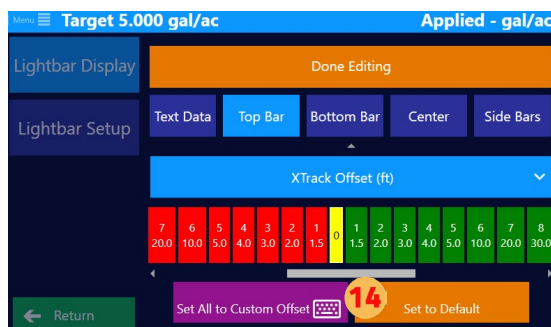 Menu Target 5.000 gal/ac Applied - gal/ac
Lightbar Display
Done Editing
Lightbar Setup
Text Data Top Bar Bottom Bar Center Side Bars
XTrack Offset (ft)
7 6 5 4 3 2 1 0 1 2 3 4 5 6 7 8
20.0 10.0 5.0 4.0 3.0 2.0 1.5 1.5 2.0 3.0 4.0 5.0 10.0 20.0 30.0
14
Return
Set All to Custom Offset
Set to Default